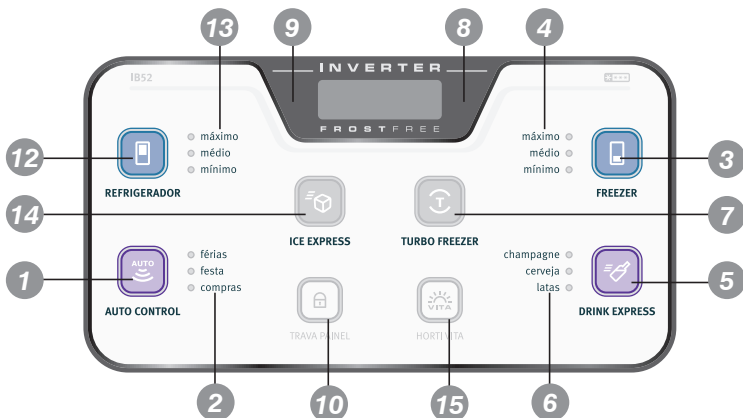 13
9
8
4
INVERTER
IB52
FROSTFREE
12
máximo
médio
mínimo
REFRIGERADOR
máximo
médio
mínimo
FREEZER
3
14
ICE EXPRESS
T
TURBO FREEZER
7
1
AUTO
AUTO CONTROL
férias
festa
compras
champagne
cerveja
latas
DRINK EXPRESS
5
TRAVA PAINEL
VITA
HORTI VITA
2
10
15
6